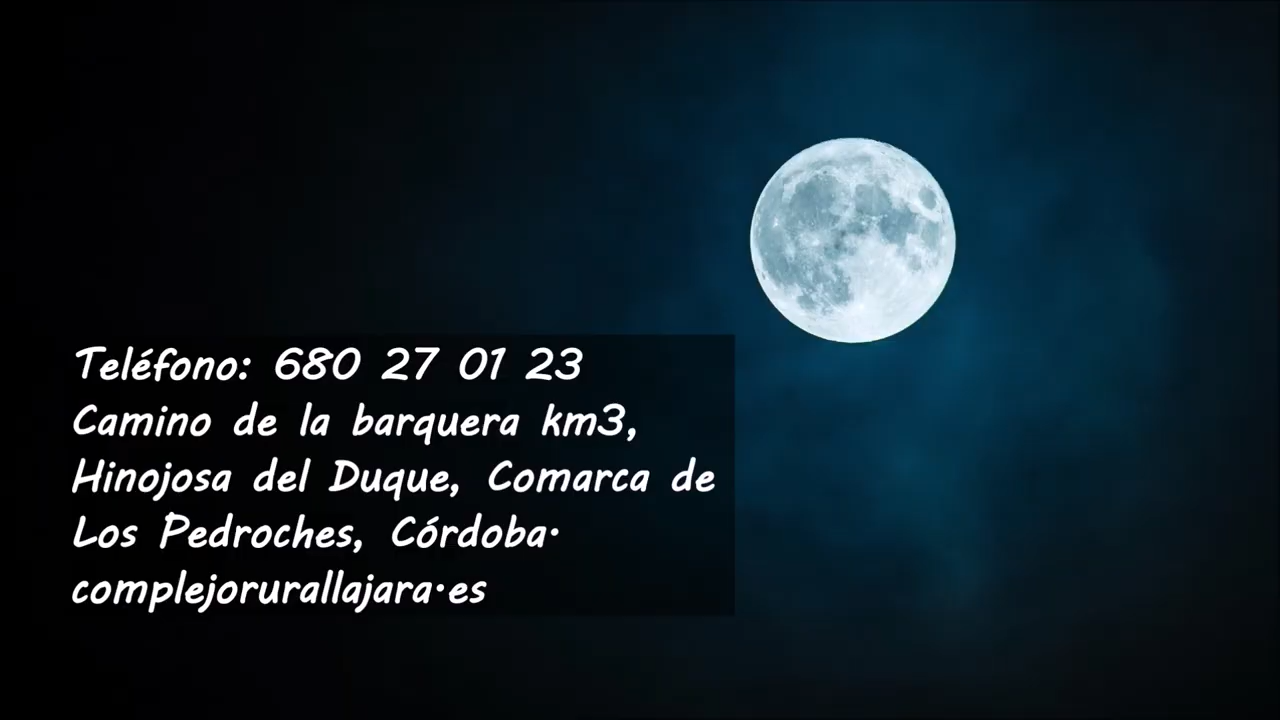 Teléfono: 680 27 01 23
Camino de la barquera km3,
Hinojosa del Duque, Comarca de
Los Pedroches, Córdoba.
complejorurallajara.es